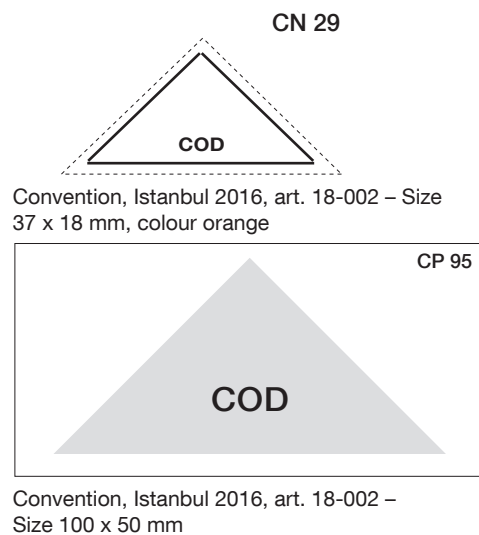 CN 29
COD
Convention, Istanbul 2016, art. 18-002 – Size
37 x 18 mm, colour orange
CP 95
COD
Convention, Istanbul 2016, art. 18-002 –
Size 100 x 50 mm